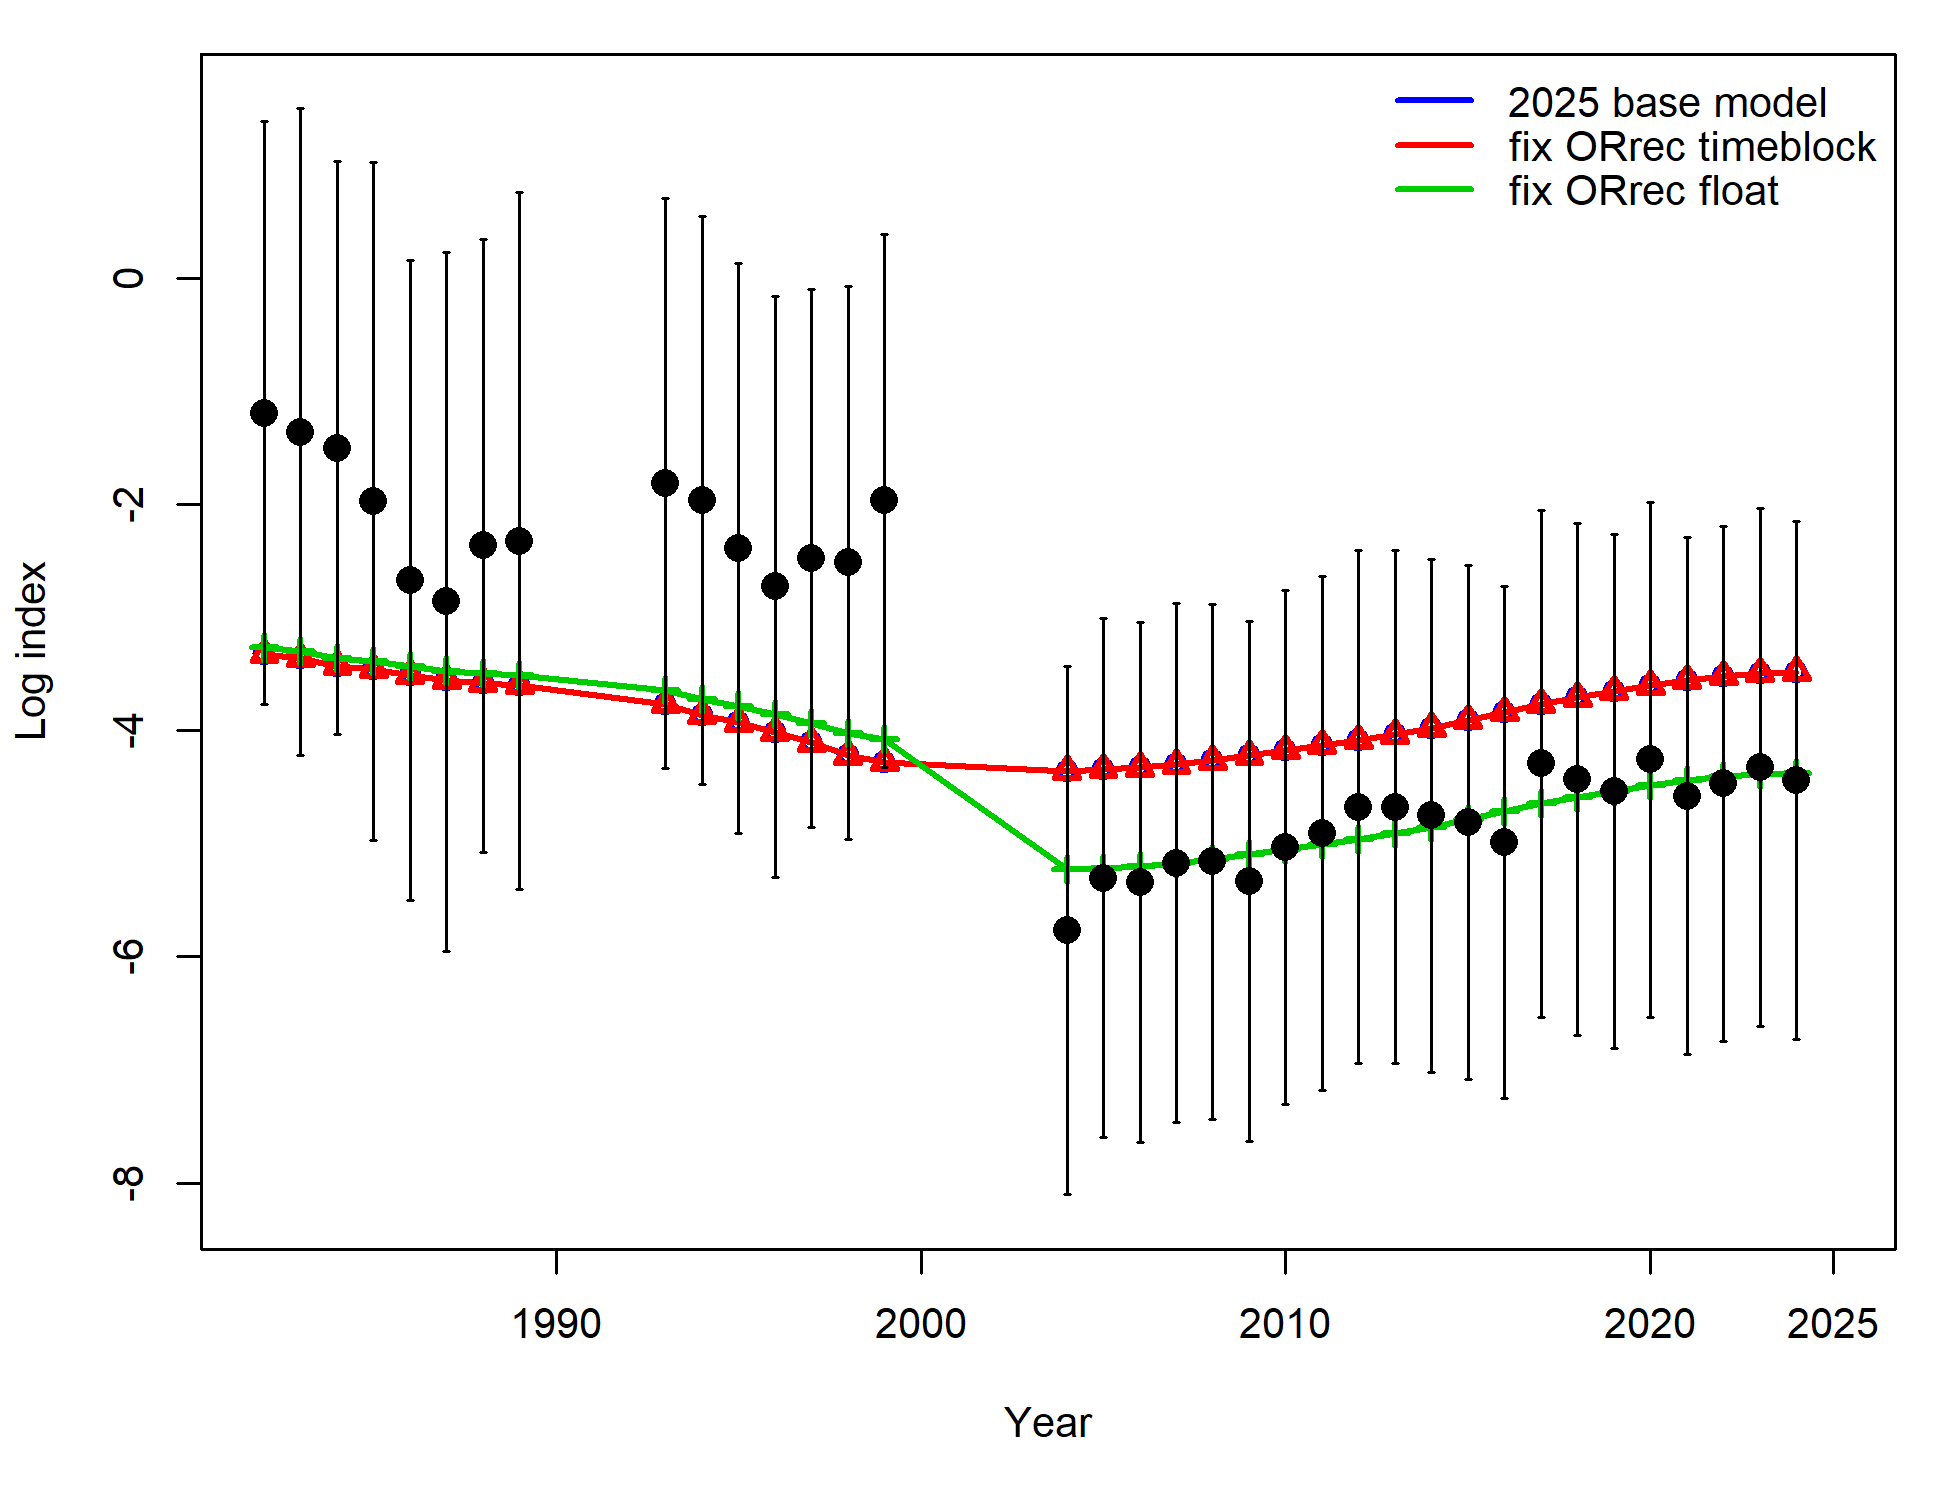 2025 base model
fix ORrec timeblock
fix ORrec float
0
-2
-4
-6
-8
Log index
1990
2000
2010
2020
2025
Year